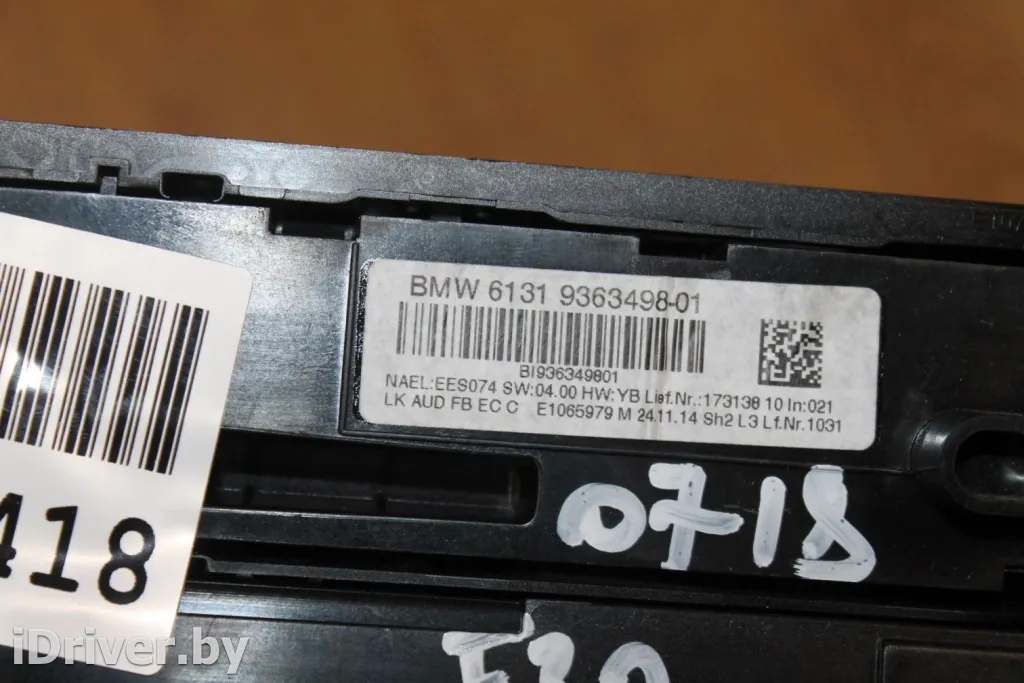 BMW 6131 9363498-01
BI936349801
NAEL:EES074 SW:04.00 HW:YB Lief.Nr.:173138 10 In:021
LK AUD FB EC C E1065979 M 24.11.14 Sh2 L3 Lf.Nr.1031
418
0718
iDriver.by